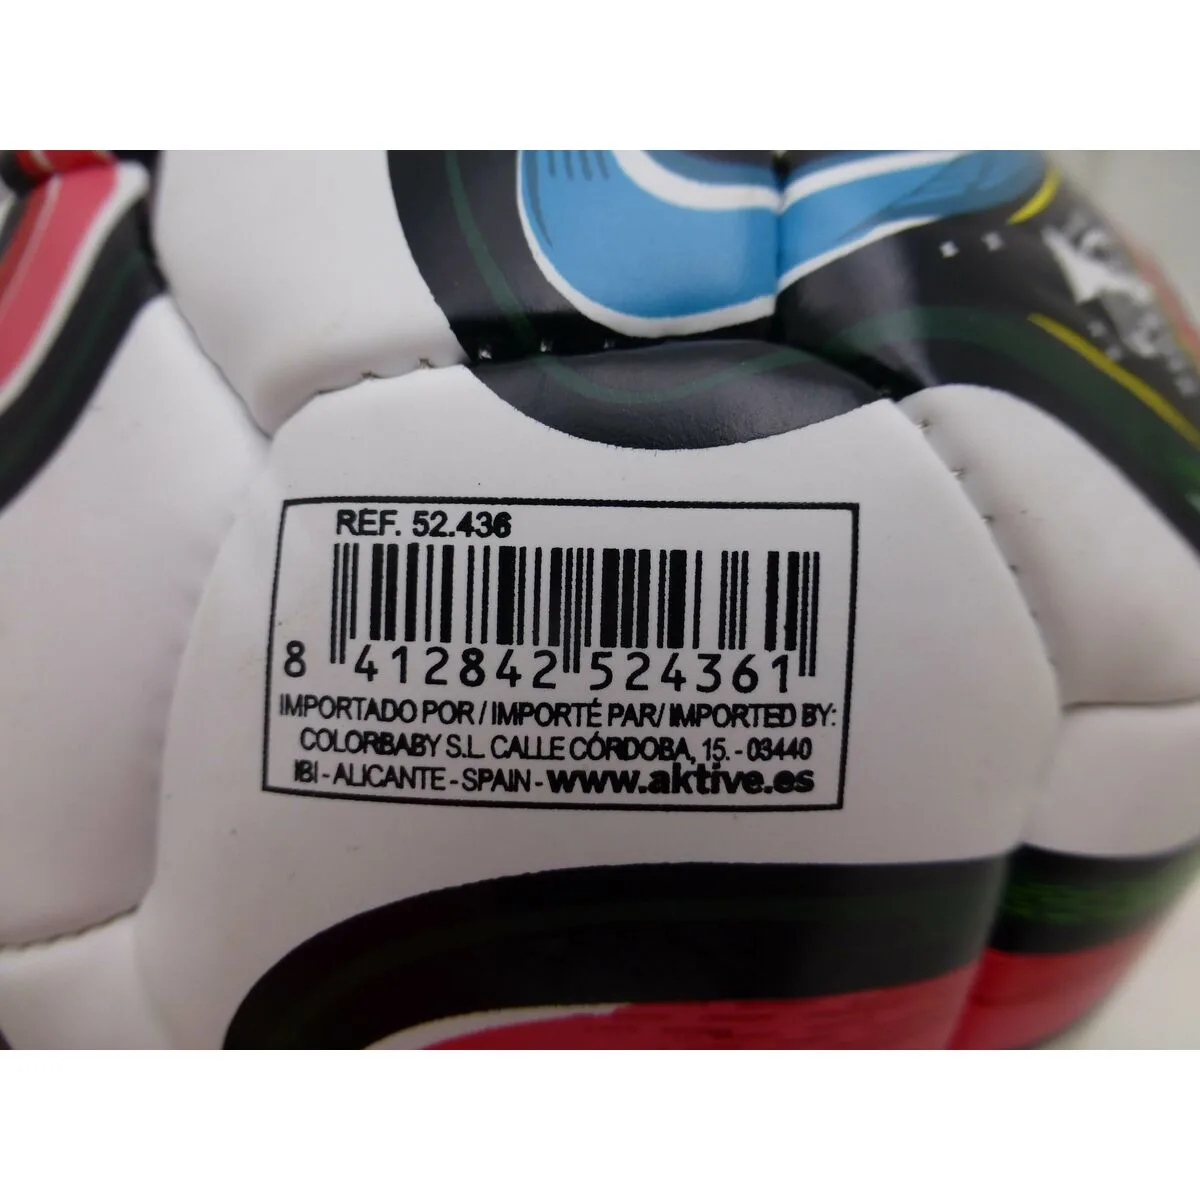 REF. 52.436
8 412842 524361
IMPORTADO POR / IMPORTÉ PAR/ IMPORTED BY:
COLORBABY S.L. CALLE CÓRDOBA, 15. - 03440
IBI - ALICANTE - SPAIN - www.aktive.es